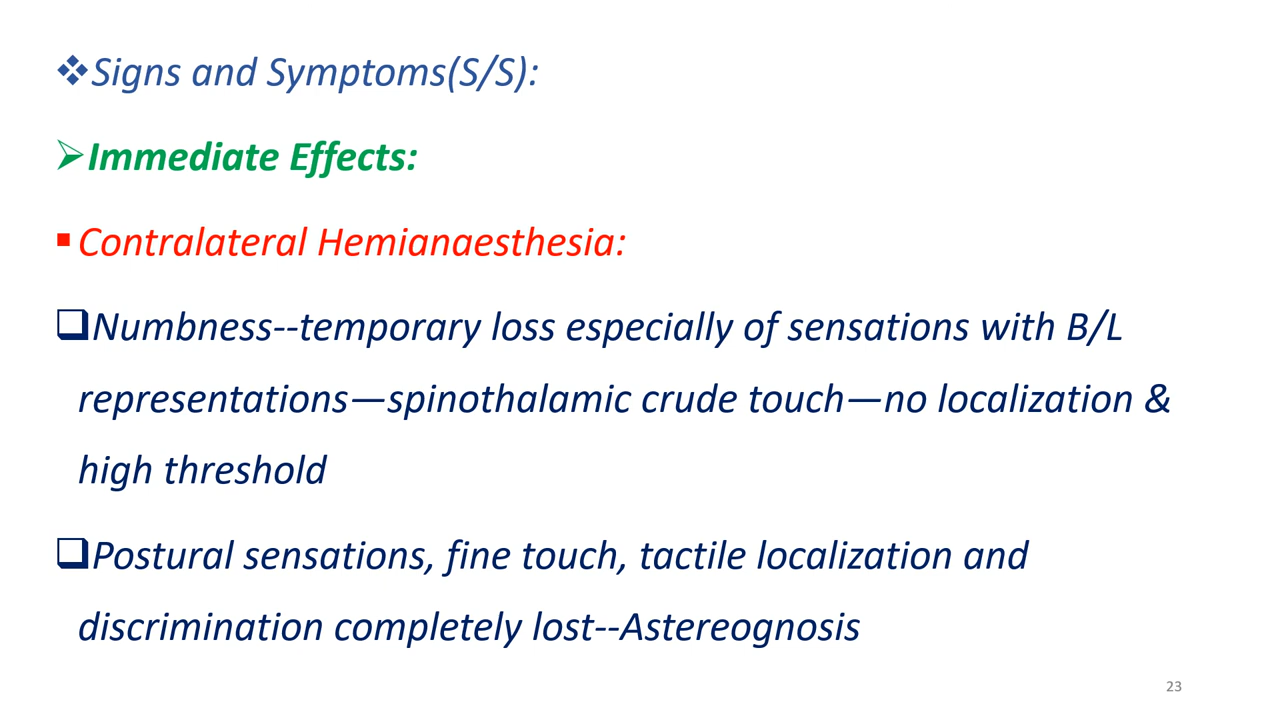 ❖Signs and Symptoms(S/S):
➢Immediate Effects:
▪Contralateral Hemianaesthesia:
❑Numbness--temporary loss especially of sensations with B/L
representations—spinothalamic crude touch—no localization &
high threshold
❑Postural sensations, fine touch, tactile localization and
discrimination completely lost--Astereognosis
23